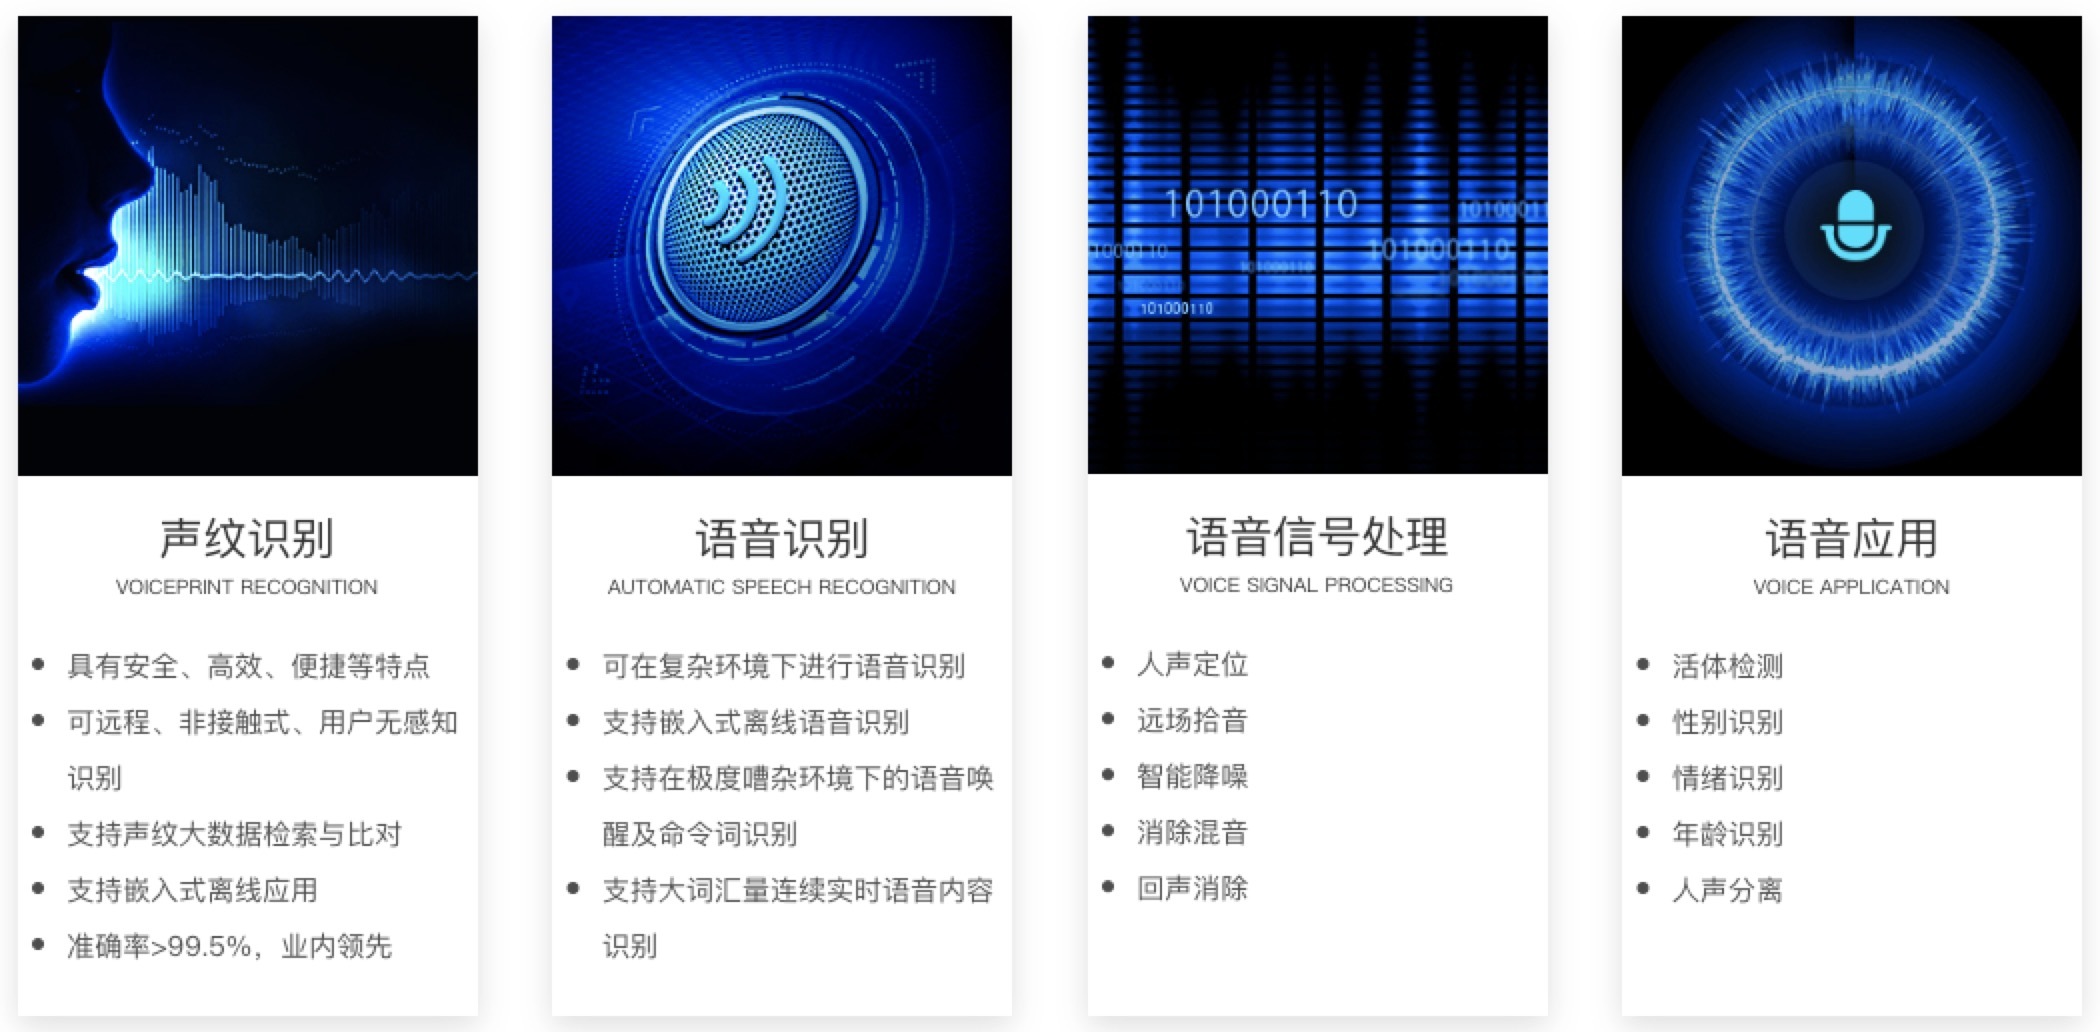 声纹识别
VOICEPRINT RECOGNITION
具有安全、高效、便捷等特点
可远程、非接触式、用户无感知
识别
支持声纹大数据检索与比对
支持嵌入式离线应用
准确率>99.5%，业内领先
语音识别
AUTOMATIC SPEECH RECOGNITION
可在复杂环境下进行语音识别
支持嵌入式离线语音识别
支持在极度嘈杂环境下的语音唤
醒及命令词识别
支持大词汇量连续实时语音内容
识别
101000110
101000110
101000110
语音信号处理
VOICE SIGNAL PROCESSING
人声定位
远场拾音
智能降噪
消除混音
回声消除
语音应用
VOICE APPLICATION
活体检测
性别识别
情绪识别
年龄识别
人声分离